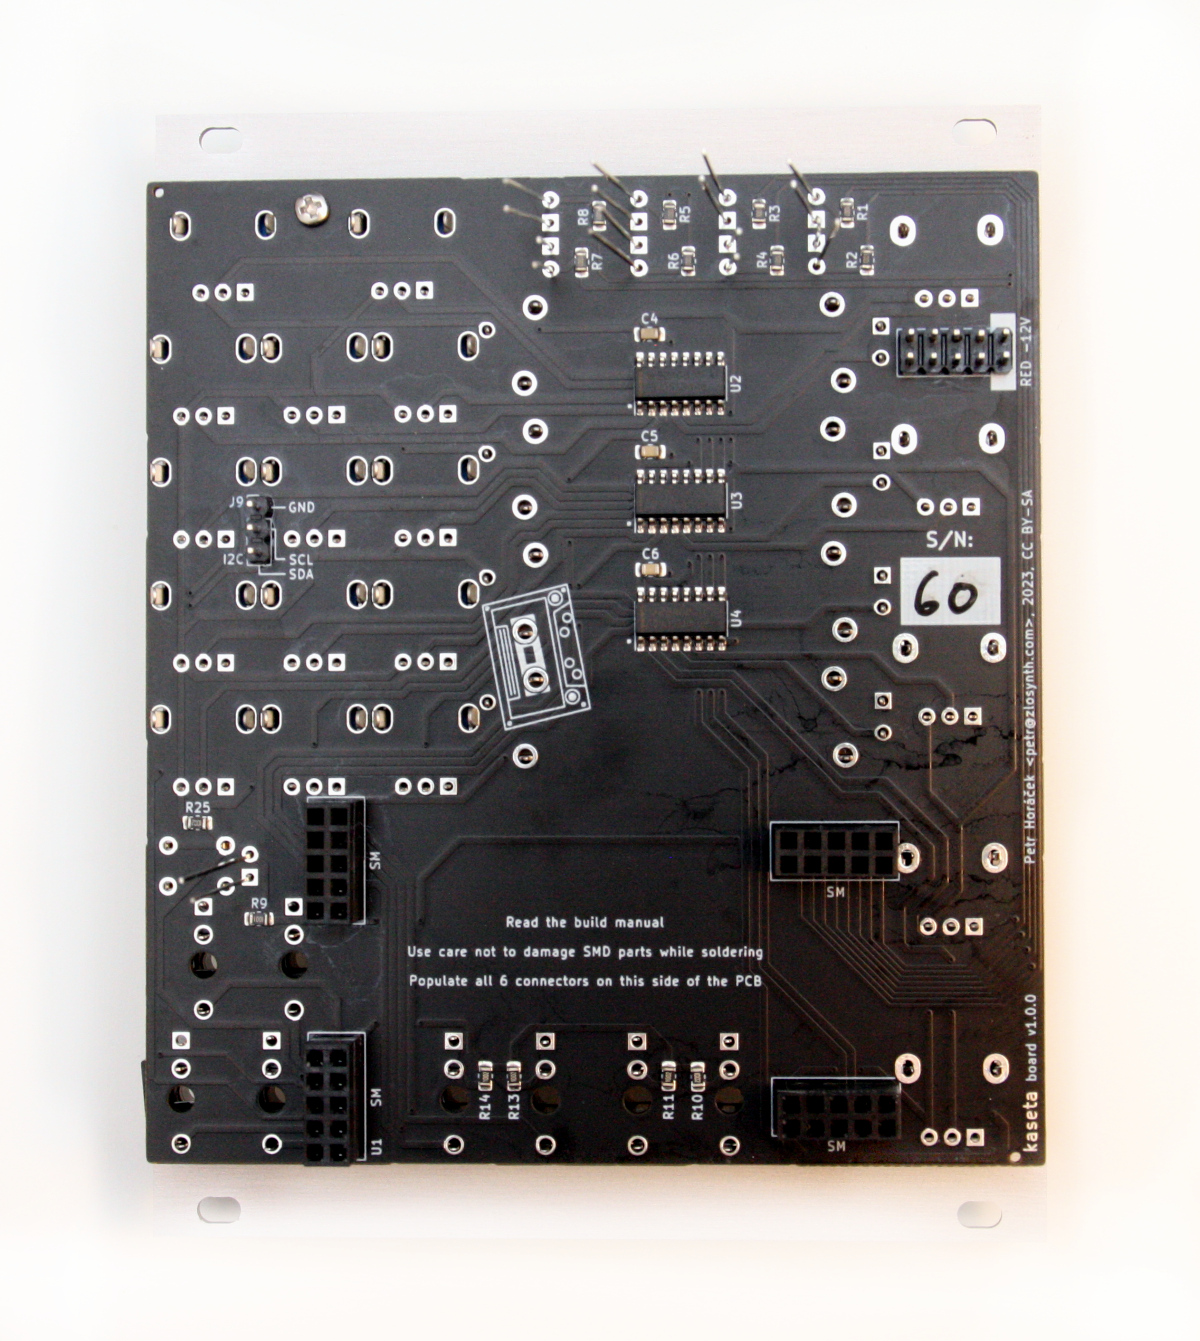 R8
R5
R3
R1
R7
R6
R4
R2
C4
U2
RED -12V
C5
U3
J9
GND
I2C
SCL
SDA
S/N:
60
C6
U4
Petr Horáček <petr@zlosynth.com>, 2023, CC BY-SA
R25
SM
SM
R9
Read the build manual
Use care not to damage SMD parts while soldering
Populate all 6 connectors on this side of the PCB
kaseta board v1.0.0
SM
U1
R14
R13
R11
R10
SM